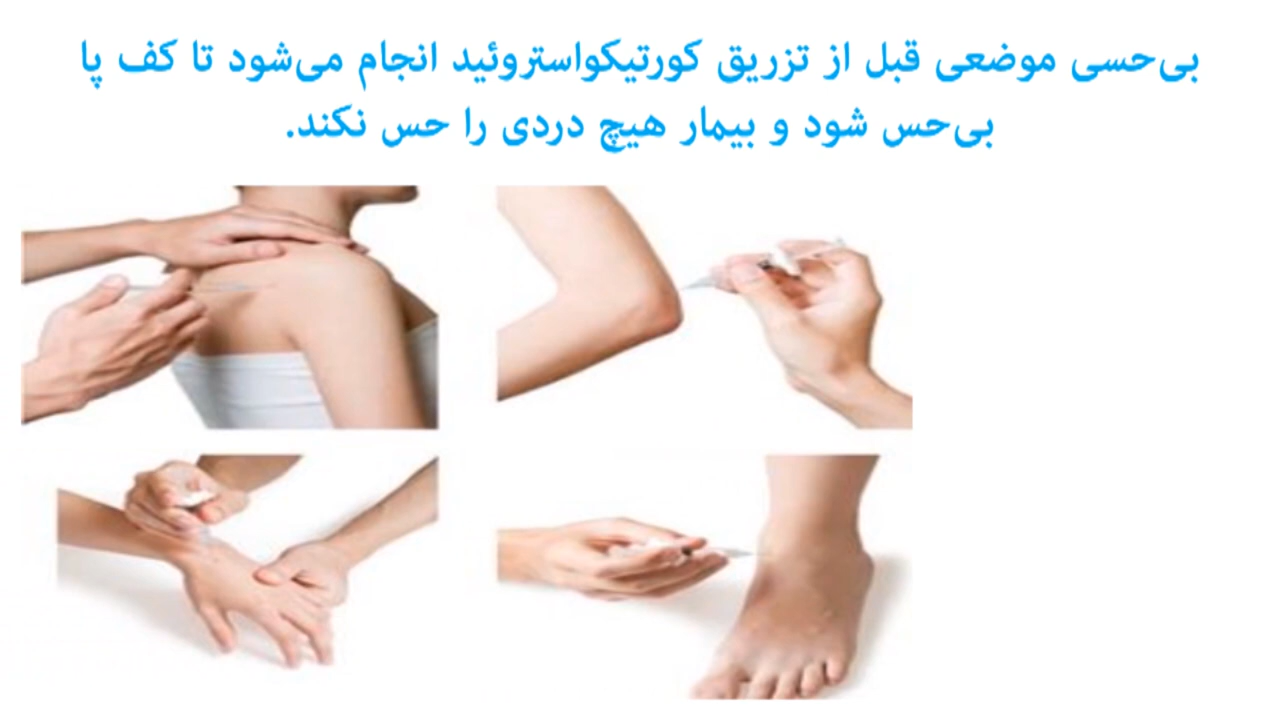 بی‌حسی موضعی قبل از تزریق کورتیکواستروئید انجام می‌شود تا کف پا
بی‌حس شود و بیمار هیچ دردی را حس نکند.